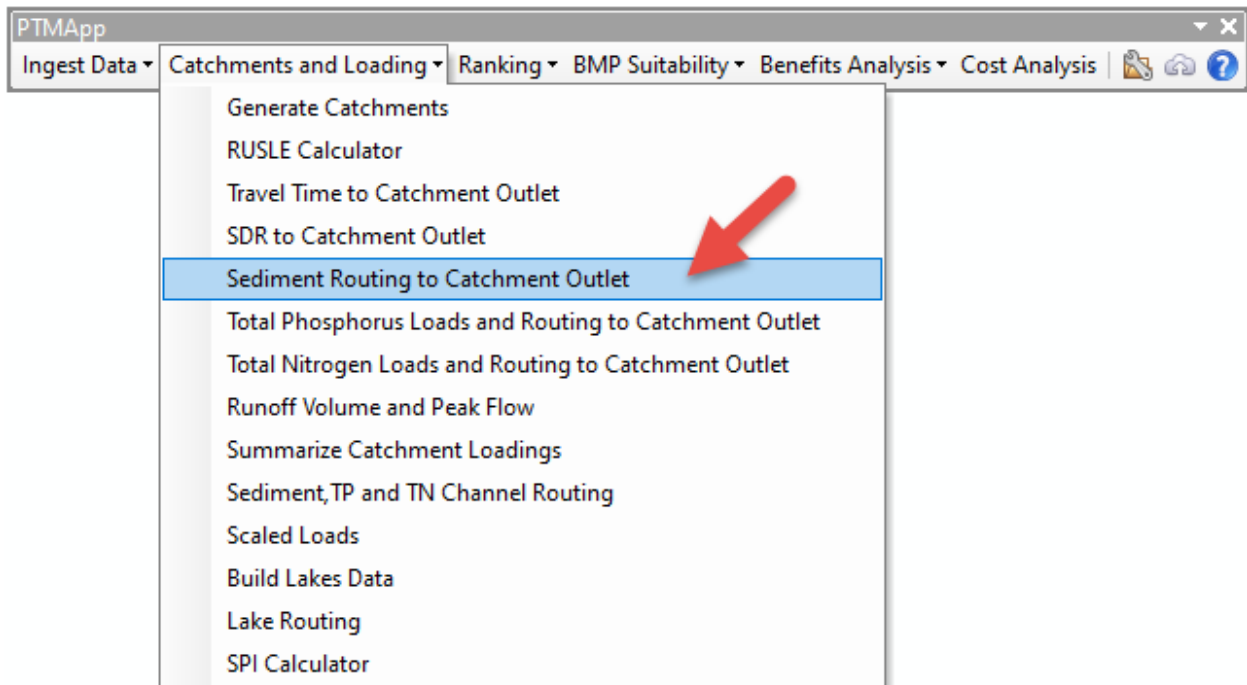 PTMApp
Ingest Data Catchments and Loading Ranking BMP Suitability Benefits Analysis Cost Analysis
Generate Catchments
RUSLE Calculator
Travel Time to Catchment Outlet
SDR to Catchment Outlet
Sediment Routing to Catchment Outlet
Total Phosphorus Loads and Routing to Catchment Outlet
Total Nitrogen Loads and Routing to Catchment Outlet
Runoff Volume and Peak Flow
Summarize Catchment Loadings
Sediment,TP and TN Channel Routing
Scaled Loads
Build Lakes Data
Lake Routing
SPI Calculator